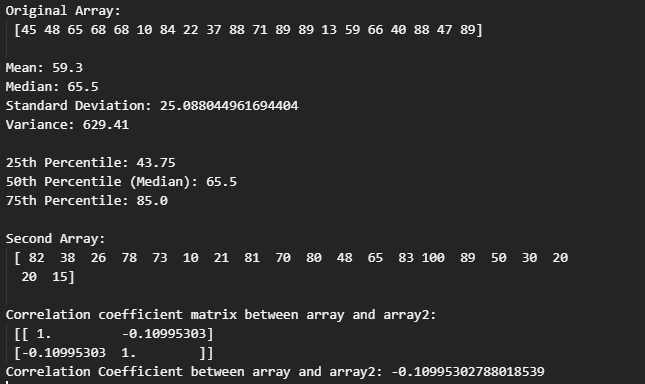 Original Array:
[45 48 65 68 68 10 84 22 37 88 71 89 89 13 59 66 40 88 47 89]
Mean: 59.3
Median: 65.5
Standard Deviation: 25.088044961694404
Variance: 629.41
25th Percentile: 43.75
50th Percentile (Median): 65.5
75th Percentile: 85.0
Second Array:
[ 82  38  26  78  73  10  21  81  70  80  48  65  83 100  89  50  30  20
20  15]
Correlation coefficient matrix between array and array2:
[[ 1.         -0.10995303]
[-0.10995303  1.        ]]
Correlation Coefficient between array and array2: -0.10995302788018539